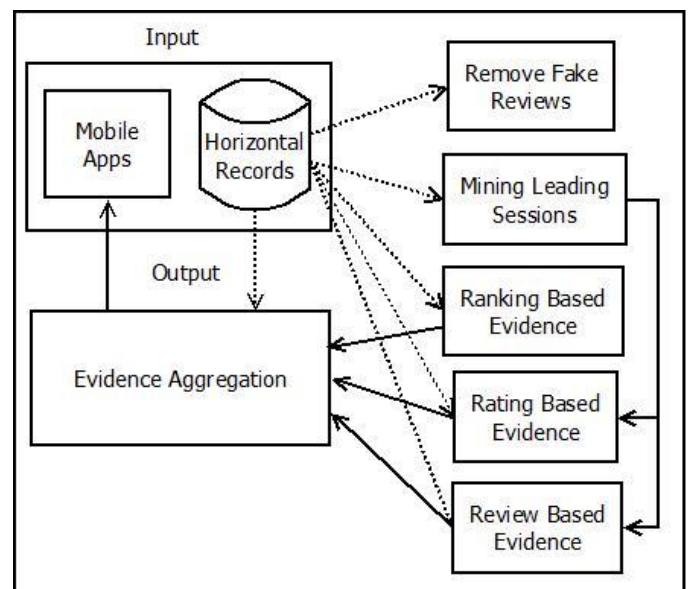 Input
Mobile
Apps
Horizontal
Records
Remove Fake
Reviews
Mining Leading
Sessions
Output
Ranking Based
Evidence
Evidence Aggregation
Rating Based
Evidence
Review Based
Evidence